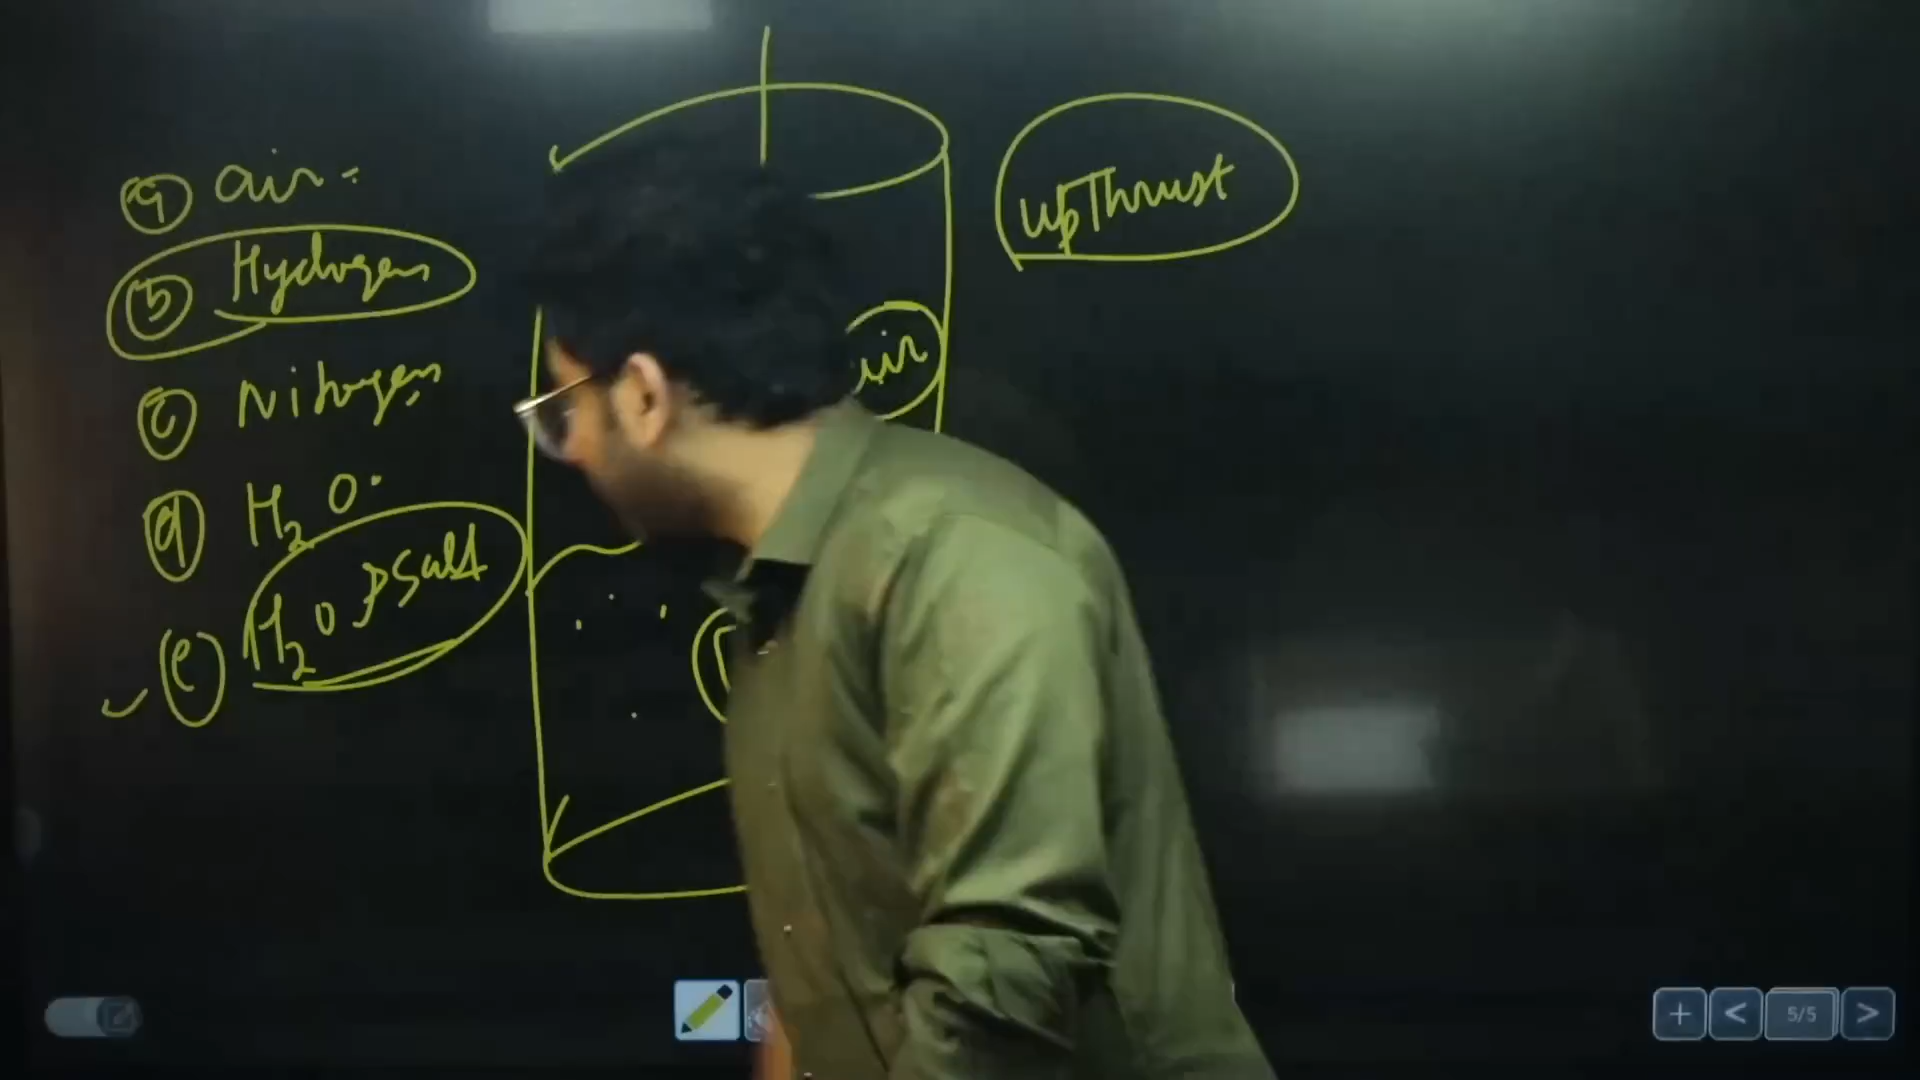 a air
b Hydrogen
c Nitrogen
d H2O
e H2O + Salt
upThrust
air
5/5